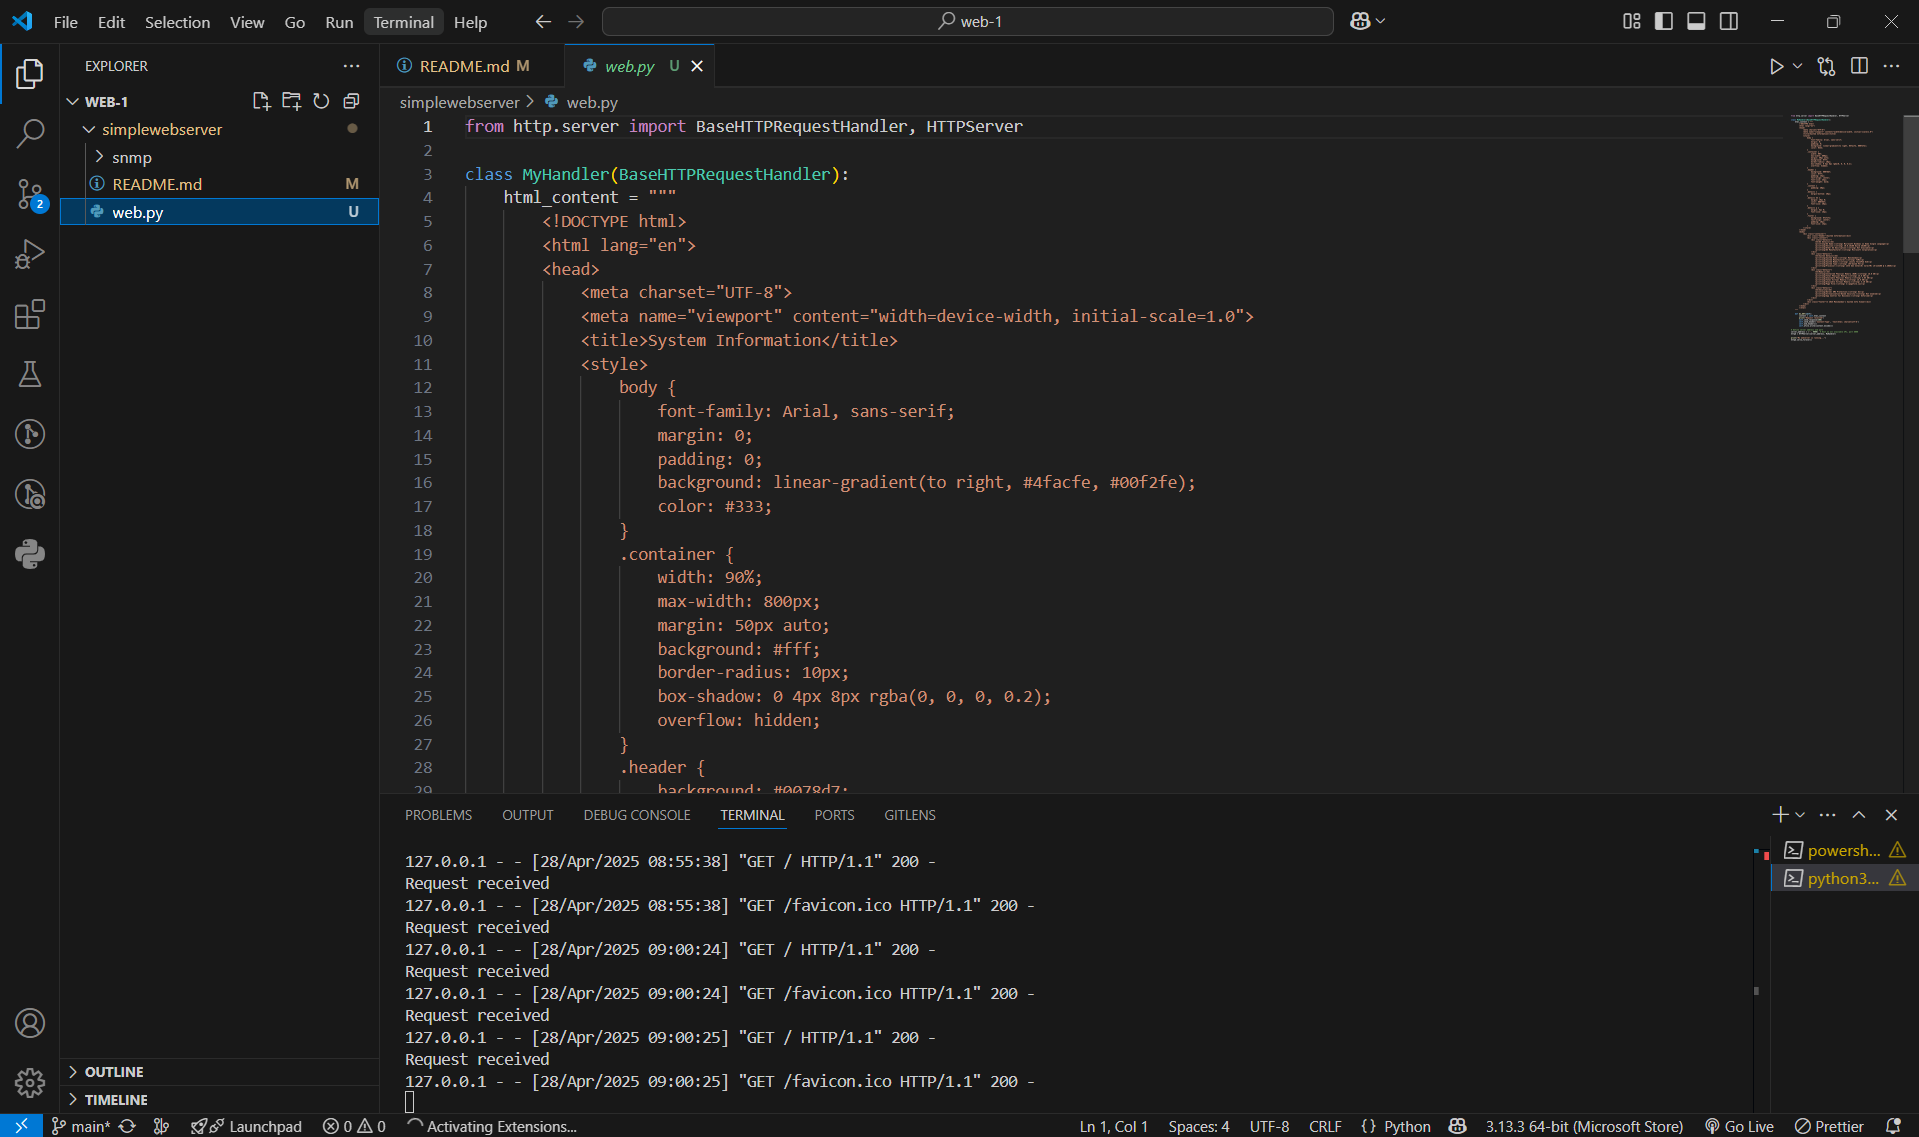 File Edit Selection View Go Run Terminal Help
web-1
EXPLORER
README.md M
web.py U
WEB-1
simplewebserver
snmp
README.md M
web.py U
simplewebserver > web.py
1 from http.server import BaseHTTPRequestHandler, HTTPServer
2
3 class MyHandler(BaseHTTPRequestHandler):
4 html_content = """
5 <!DOCTYPE html>
6 <html lang="en">
7 <head>
8 <meta charset="UTF-8">
9 <meta name="viewport" content="width=device-width, initial-scale=1.0">
10 <title>System Information</title>
11 <style>
12 body {
13 font-family: Arial, sans-serif;
14 margin: 0;
15 padding: 0;
16 background: linear-gradient(to right, #4facfe, #00f2fe);
17 color: #333;
18 }
19 .container {
20 width: 90%;
21 max-width: 800px;
22 margin: 50px auto;
23 background: #fff;
24 border-radius: 10px;
25 box-shadow: 0 4px 8px rgba(0, 0, 0, 0.2);
26 overflow: hidden;
27 }
28 .header {
29 background: #0078d7;
PROBLEMS OUTPUT DEBUG CONSOLE TERMINAL PORTS GITLENS
127.0.0.1 - - [28/Apr/2025 08:55:38] "GET / HTTP/1.1" 200 -
Request received
127.0.0.1 - - [28/Apr/2025 08:55:38] "GET /favicon.ico HTTP/1.1" 200 -
Request received
127.0.0.1 - - [28/Apr/2025 09:00:24] "GET / HTTP/1.1" 200 -
Request received
127.0.0.1 - - [28/Apr/2025 09:00:24] "GET /favicon.ico HTTP/1.1" 200 -
Request received
127.0.0.1 - - [28/Apr/2025 09:00:25] "GET / HTTP/1.1" 200 -
Request received
127.0.0.1 - - [28/Apr/2025 09:00:25] "GET /favicon.ico HTTP/1.1" 200 -
powersh...
python3...
2
OUTLINE
TIMELINE
main* Launchpad 0 0 Activating Extensions... Ln 1, Col 1 Spaces: 4 UTF-8 CRLF {} Python 3.13.3 64-bit (Microsoft Store) Go Live Prettier